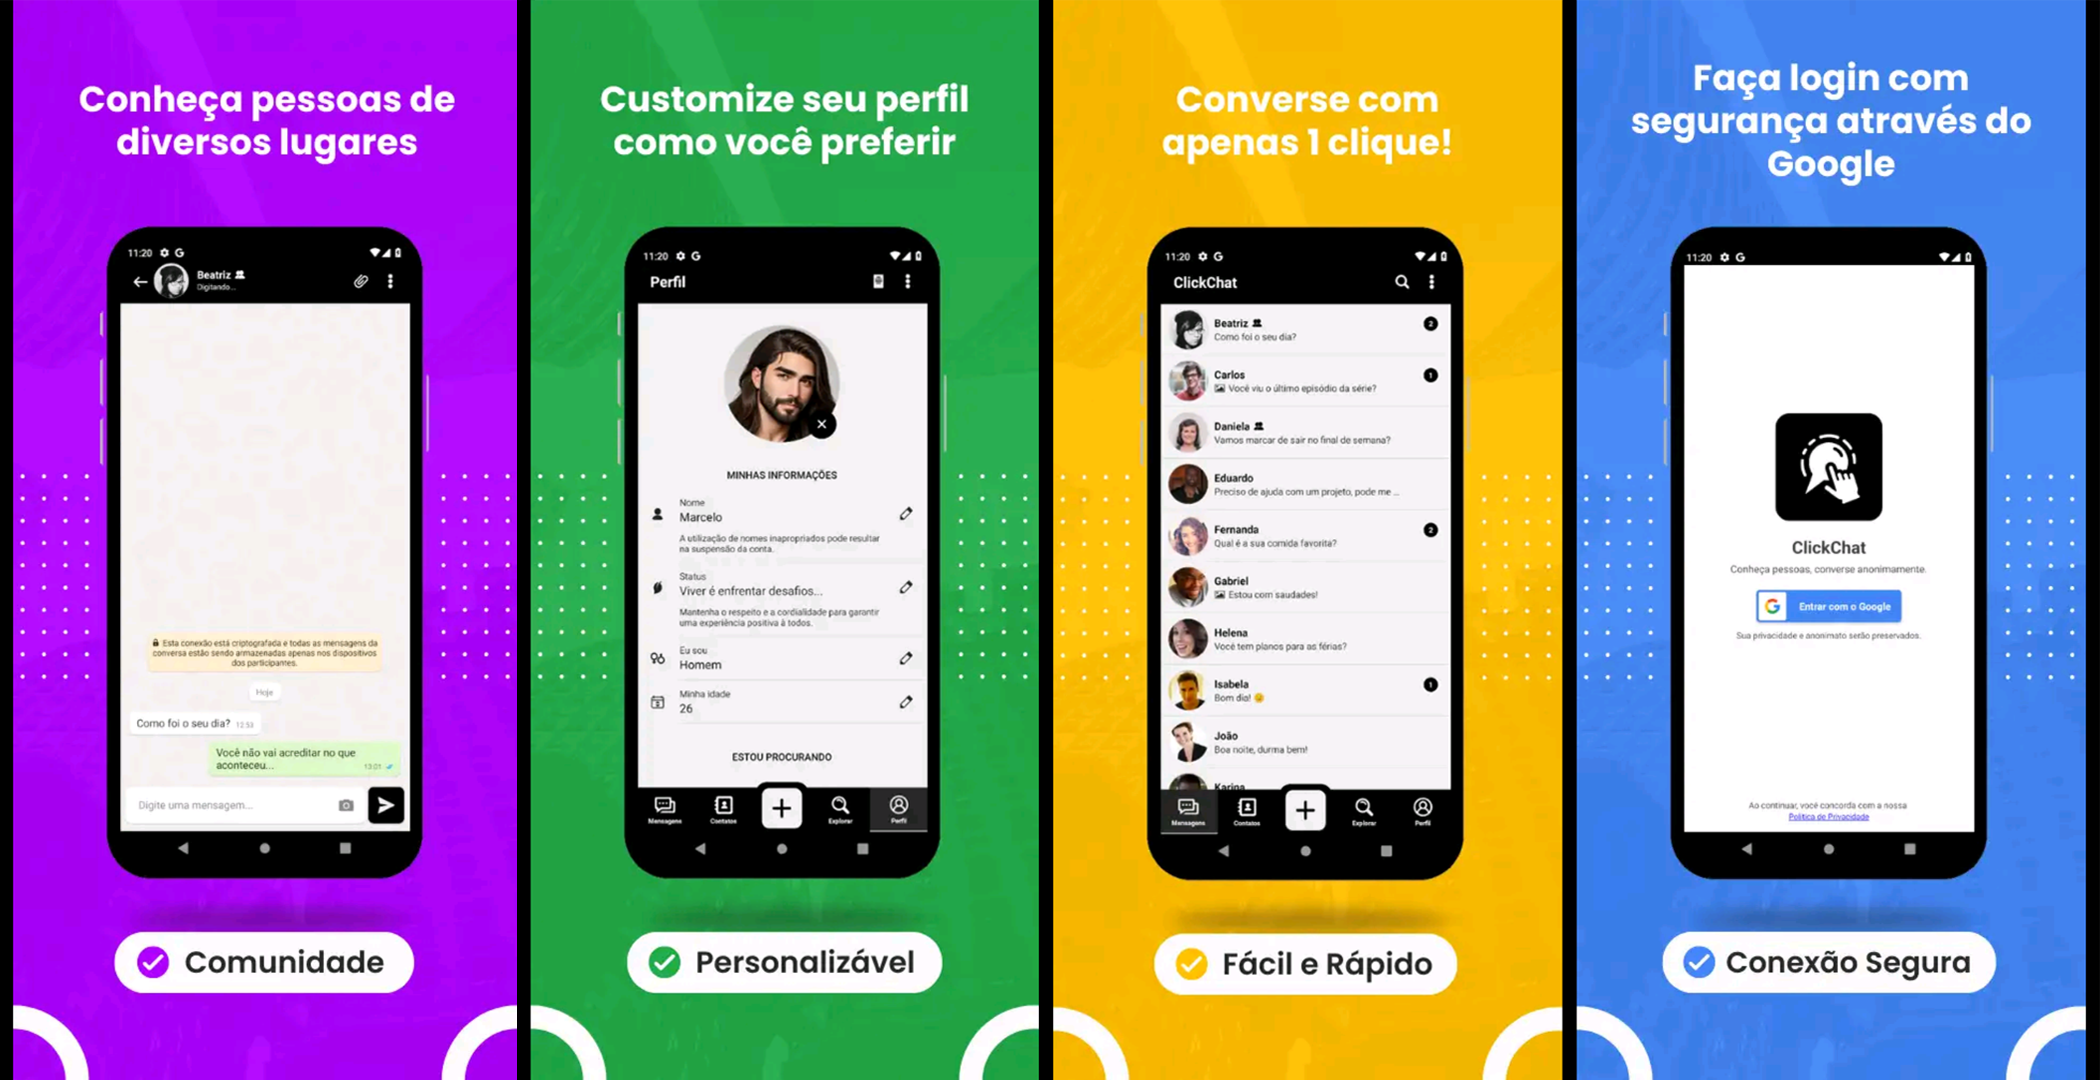 Conheça pessoas de
diversos lugares
11:20
Beatriz
Digitando...
Esta conexão está criptografada e todas as mensagens da
conversa estão sendo armazenadas apenas nos dispositivos
dos participantes.
Hoje
Como foi o seu dia? 12:53
Você não vai acreditar no que
aconteceu...
13:01
Digite uma mensagem...
Comunidade
Customize seu perfil
como você preferir
11:20
Perfil
MINHAS INFORMAÇÕES
Nome
Marcelo
A utilização de nomes inapropriados pode resultar
na suspensão da conta.
Status
Viver é enfrentar desafios...
Mantenha o respeito e a cordialidade para garantir
uma experiência positiva à todos.
Eu sou
Homem
Minha idade
26
ESTOU PROCURANDO
Mensagens Contatos Explorar Perfil
Personalizável
Converse com
apenas 1 clique!
11:20
ClickChat
Beatriz
2
Como foi o seu dia?
Carlos
1
Você viu o último episódio da série?
Daniela
Vamos marcar de sair no final de semana?
Eduardo
Preciso de ajuda com um projeto, pode me ...
Fernanda
2
Qual é a sua comida favorita?
Gabriel
Estou com saudades!
Helena
Você tem planos para as férias?
Isabela
1
Bom dia!
João
Boa noite, durma bem!
Karina
Mensagens Contatos Explorar Perfil
Fácil e Rápido
Faça login com
segurança através do
Google
11:20
ClickChat
Conheça pessoas, converse anonimamente.
Entrar com o Google
Sua privacidade e anonimato serão preservados.
Ao continuar, você concorda com a nossa
Política de Privacidade
Conexão Segura